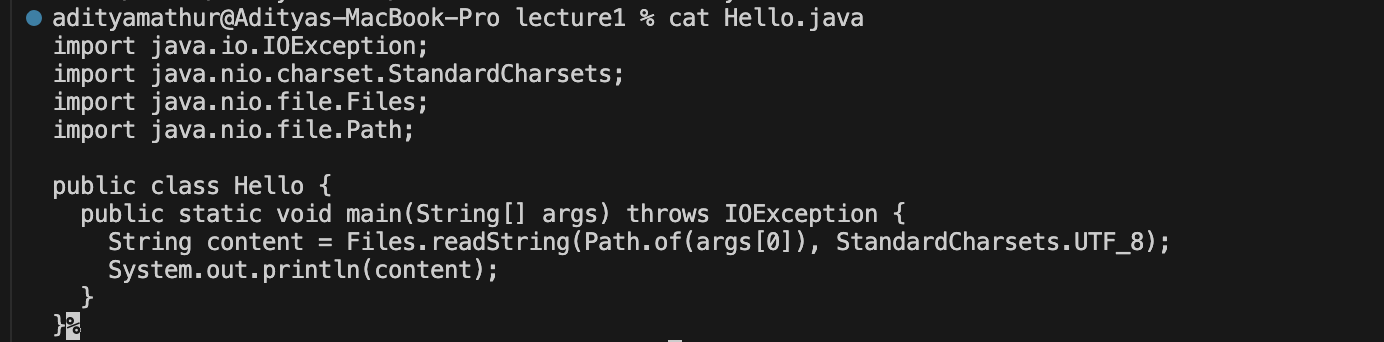 adityamathur@Adityas-MacBook-Pro lecture1 % cat Hello.java
import java.io.IOException;
import java.nio.charset.StandardCharsets;
import java.nio.file.Files;
import java.nio.file.Path;

public class Hello {
  public static void main(String[] args) throws IOException {
    String content = Files.readString(Path.of(args[0]), StandardCharsets.UTF_8);
    System.out.println(content);
  }
}%